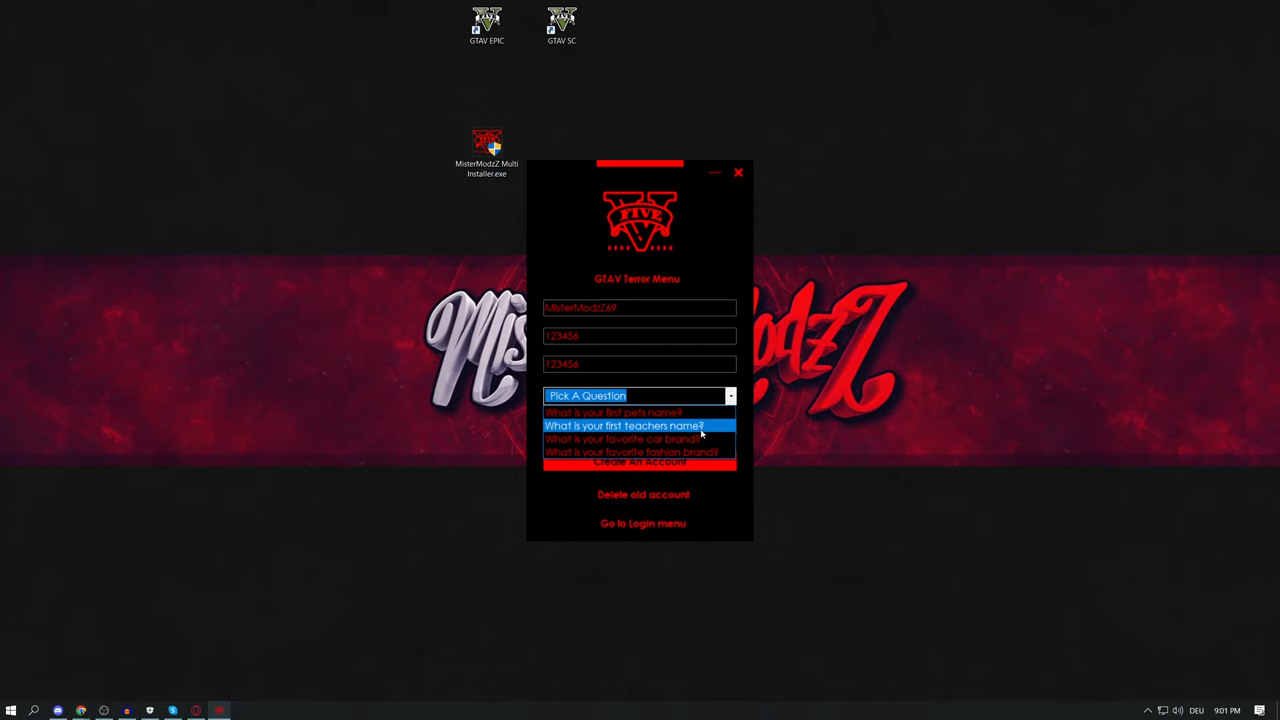 GTAV EPIC
GTAV SC
MisterModzZ Multi
Installer.exe
FIVE
GTAV Terror Menu
MisterModzZ69
123456
123456
Pick A Question
What is your first pets name?
What is your first teachers name?
What is your favorite car brand?
What is your favorite fashion brand?
Create An Account
Delete old account
Go to Login menu
Mis
odzZ
DEU
9:01 PM